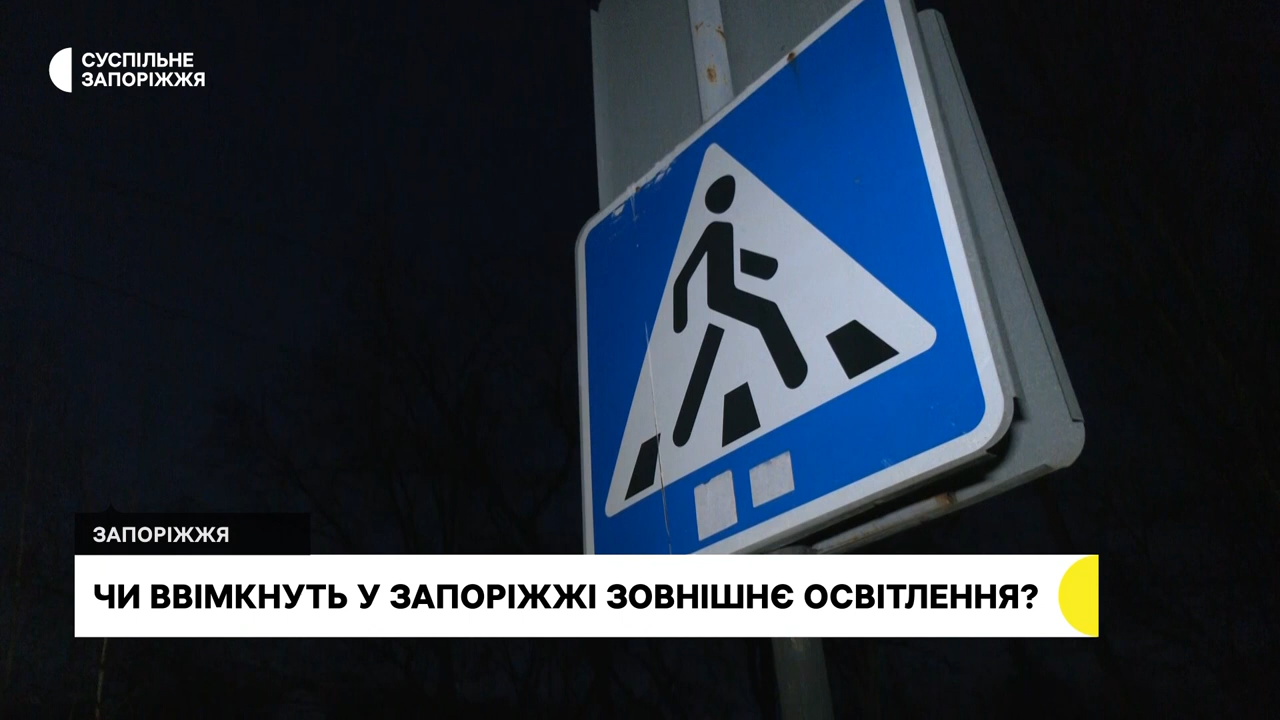 СУСПІЛЬНЕ
ЗАПОРІЖЖЯ
ЗАПОРІЖЖЯ
ЧИ ВВІМКНУТЬ У ЗАПОРІЖЖІ ЗОВНІШНЄ ОСВІТЛЕННЯ?